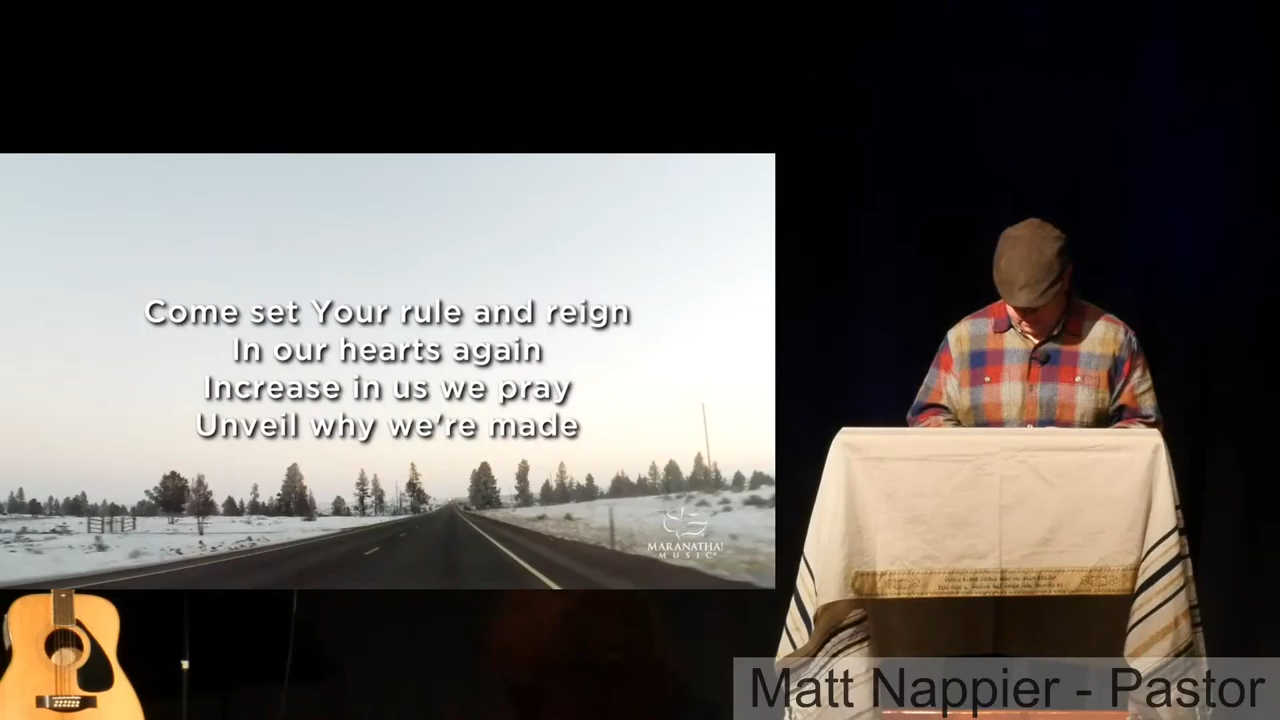 Come set Your rule and reign
In our hearts again
Increase in us we pray
Unveil why we're made
MARANATHA!
MUSIC
Matt Nappier - Pastor